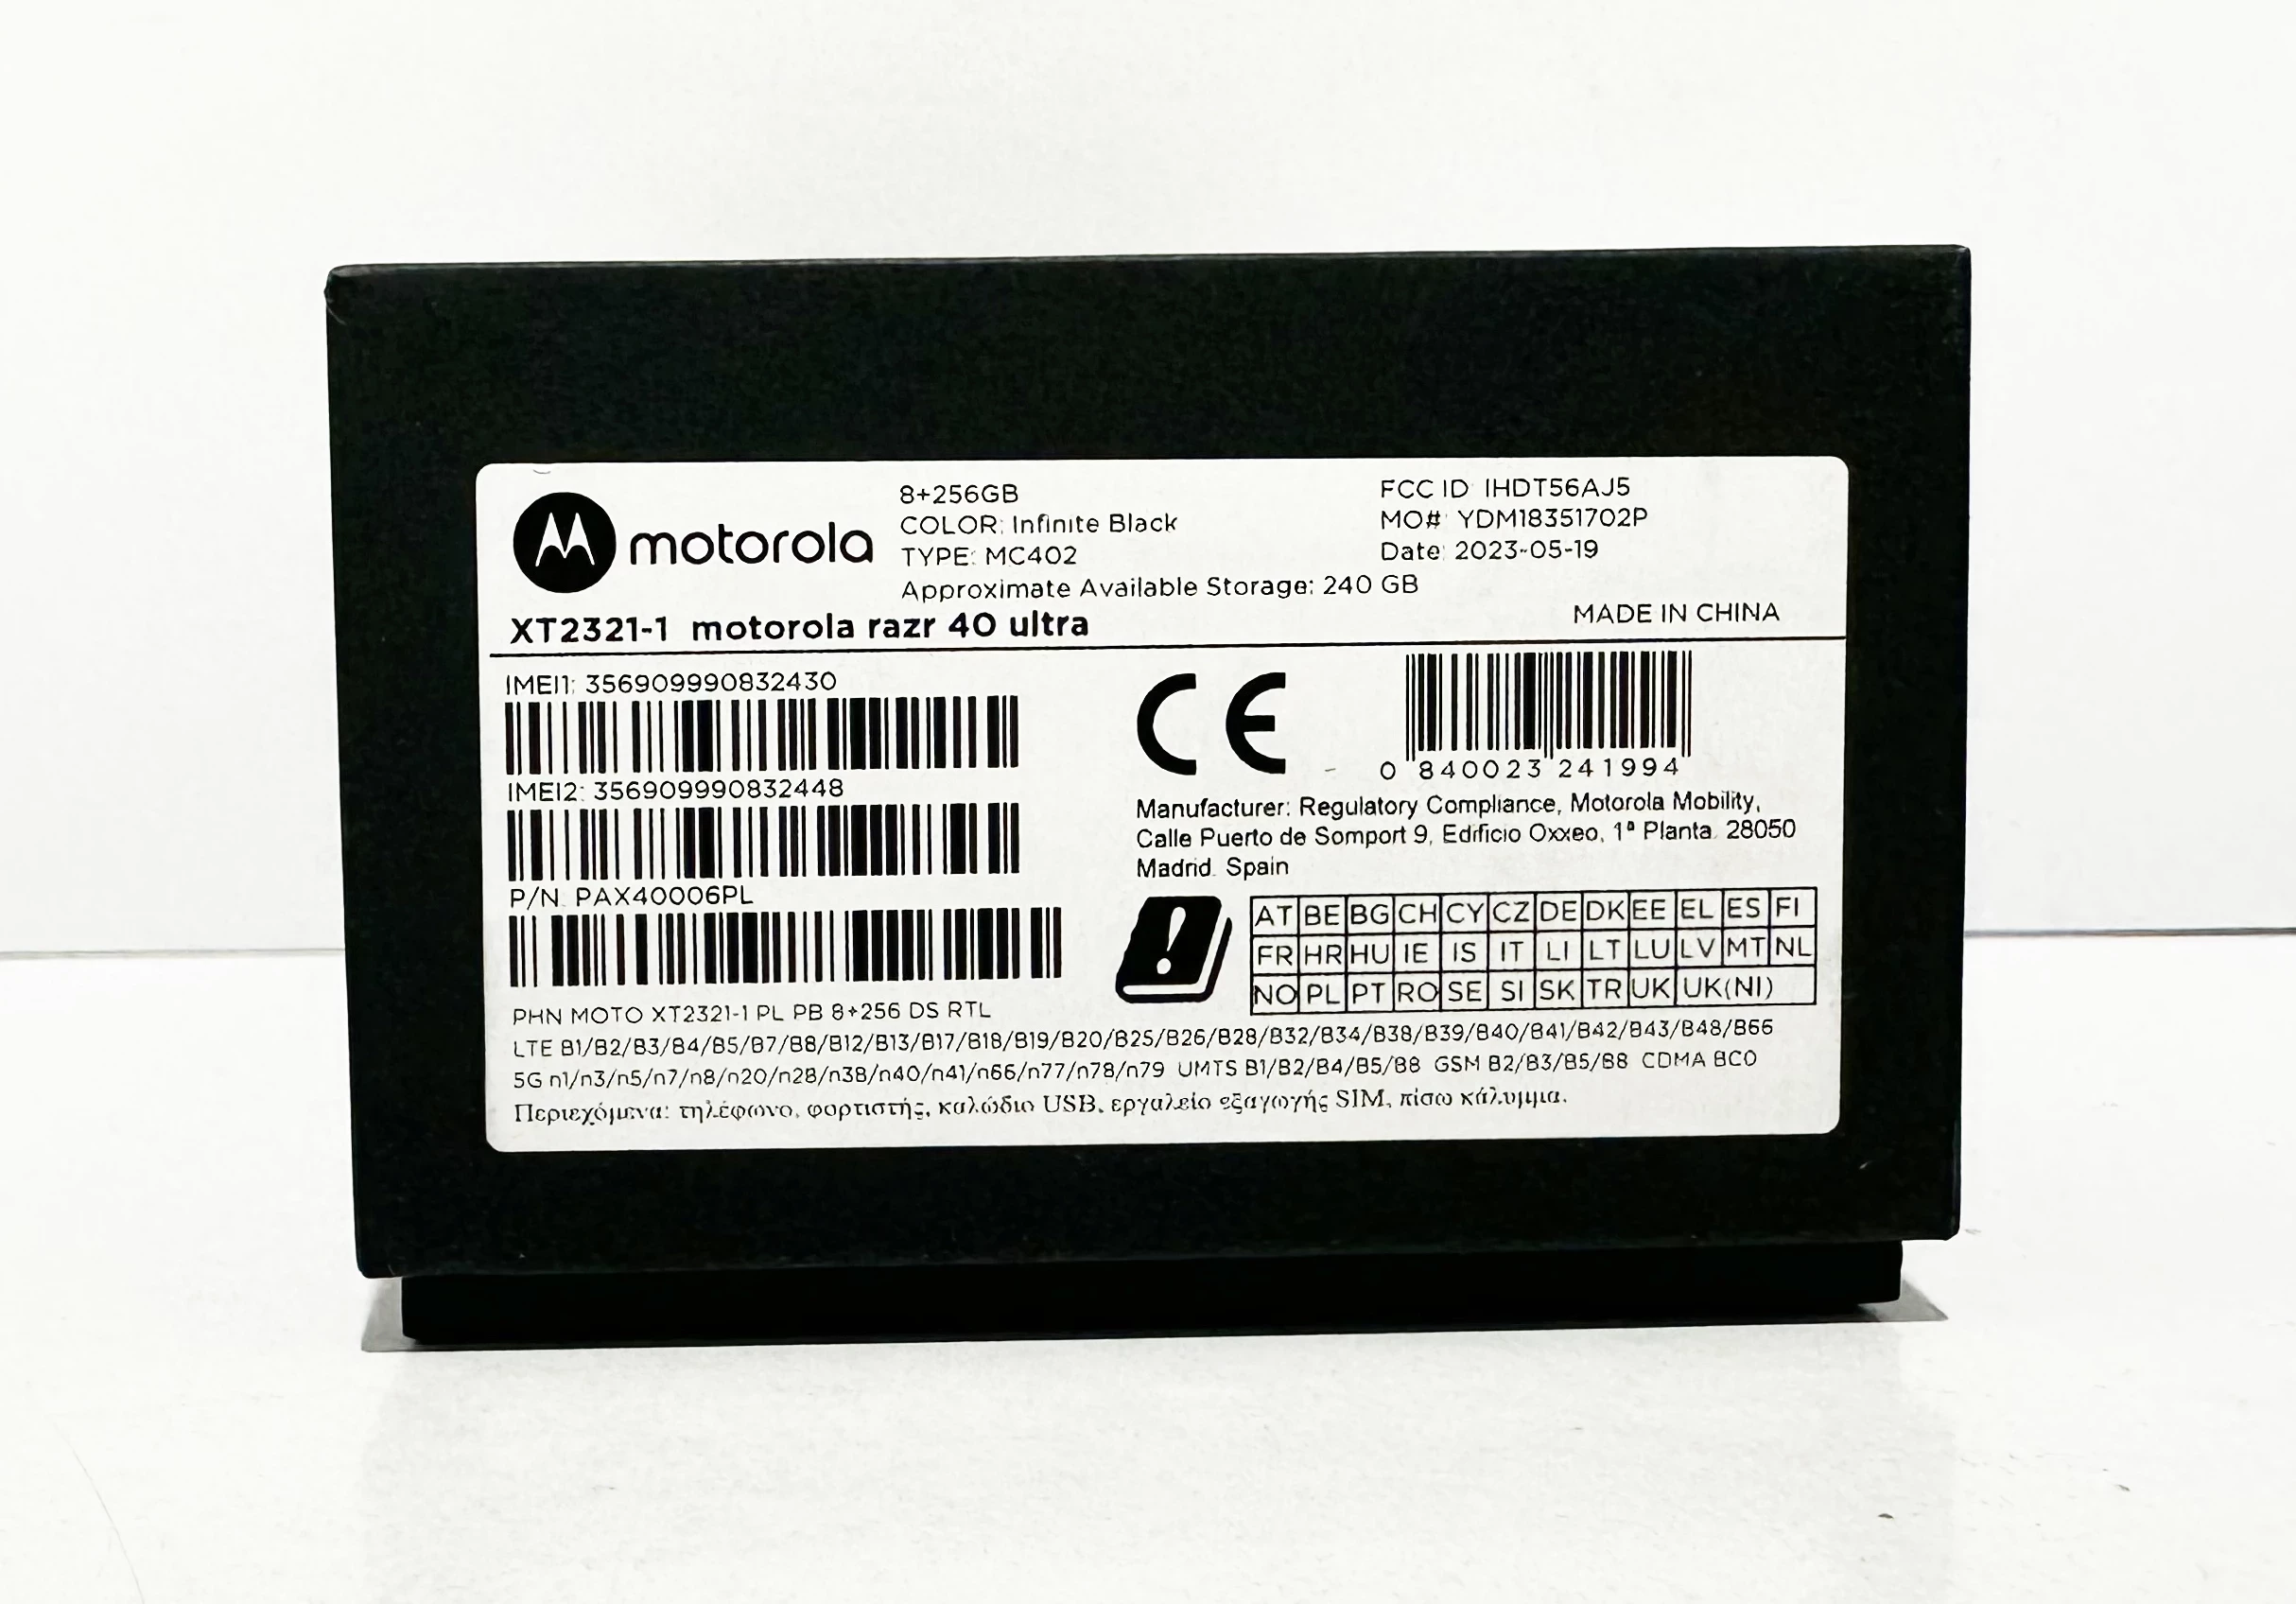 motorola
8+256GB
COLOR: Infinite Black
TYPE: MC402
Approximate Available Storage: 240 GB
FCC ID: IHDT56AJ5
MO#: YDM18351702P
Date: 2023-05-19
MADE IN CHINA
XT2321-1 motorola razr 40 ultra
IMEI1: 356909990832430
IMEI2: 356909990832448
P/N: PAX40006PL
CE
0 840023 241994
Manufacturer: Regulatory Compliance, Motorola Mobility,
Calle Puerto de Somport 9, Edificio Oxxeo, 1ª Planta. 28050
Madrid. Spain
AT BE BG CH CY CZ DE DK EE EL ES FI
FR HR HU IE IS IT LI LT LU LV MT NL
NO PL PT RO SE SI SK TR UK UK(NI)
PHN MOTO XT2321-1 PL PB 8+256 DS RTL
LTE B1/B2/B3/B4/B5/B7/B8/B12/B13/B17/B18/B19/B20/B25/B26/B28/B32/B34/B38/B39/B40/B41/B42/B43/B48/B66
5G n1/n3/n5/n7/n8/n20/n28/n38/n40/n41/n66/n77/n78/n79 UMTS B1/B2/B4/B5/B8 GSM B2/B3/B5/B8 CDMA BC0
Περιεχόμενα: τηλέφωνο, φορτιστής, καλώδιο USB, εργαλείο εξαγωγής SIM, πίσω κάλυμμα.